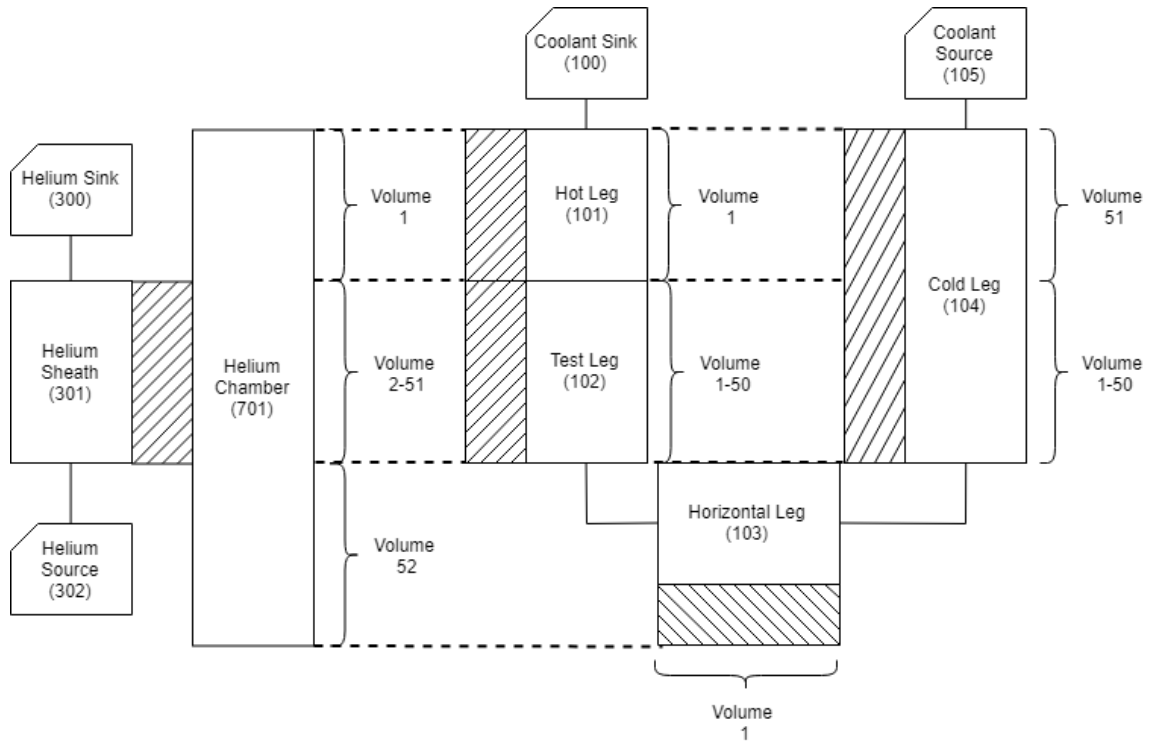 Coolant Sink
(100)
Coolant
Source
(105)
Helium Sink
(300)
Volume
1
Hot Leg
(101)
Volume
1
Volume
51
Cold Leg
(104)
Helium
Sheath
(301)
Helium
Chamber
(701)
Volume
2-51
Test Leg
(102)
Volume
1-50
Volume
1-50
Horizontal Leg
(103)
Helium
Source
(302)
Volume
52
Volume
1